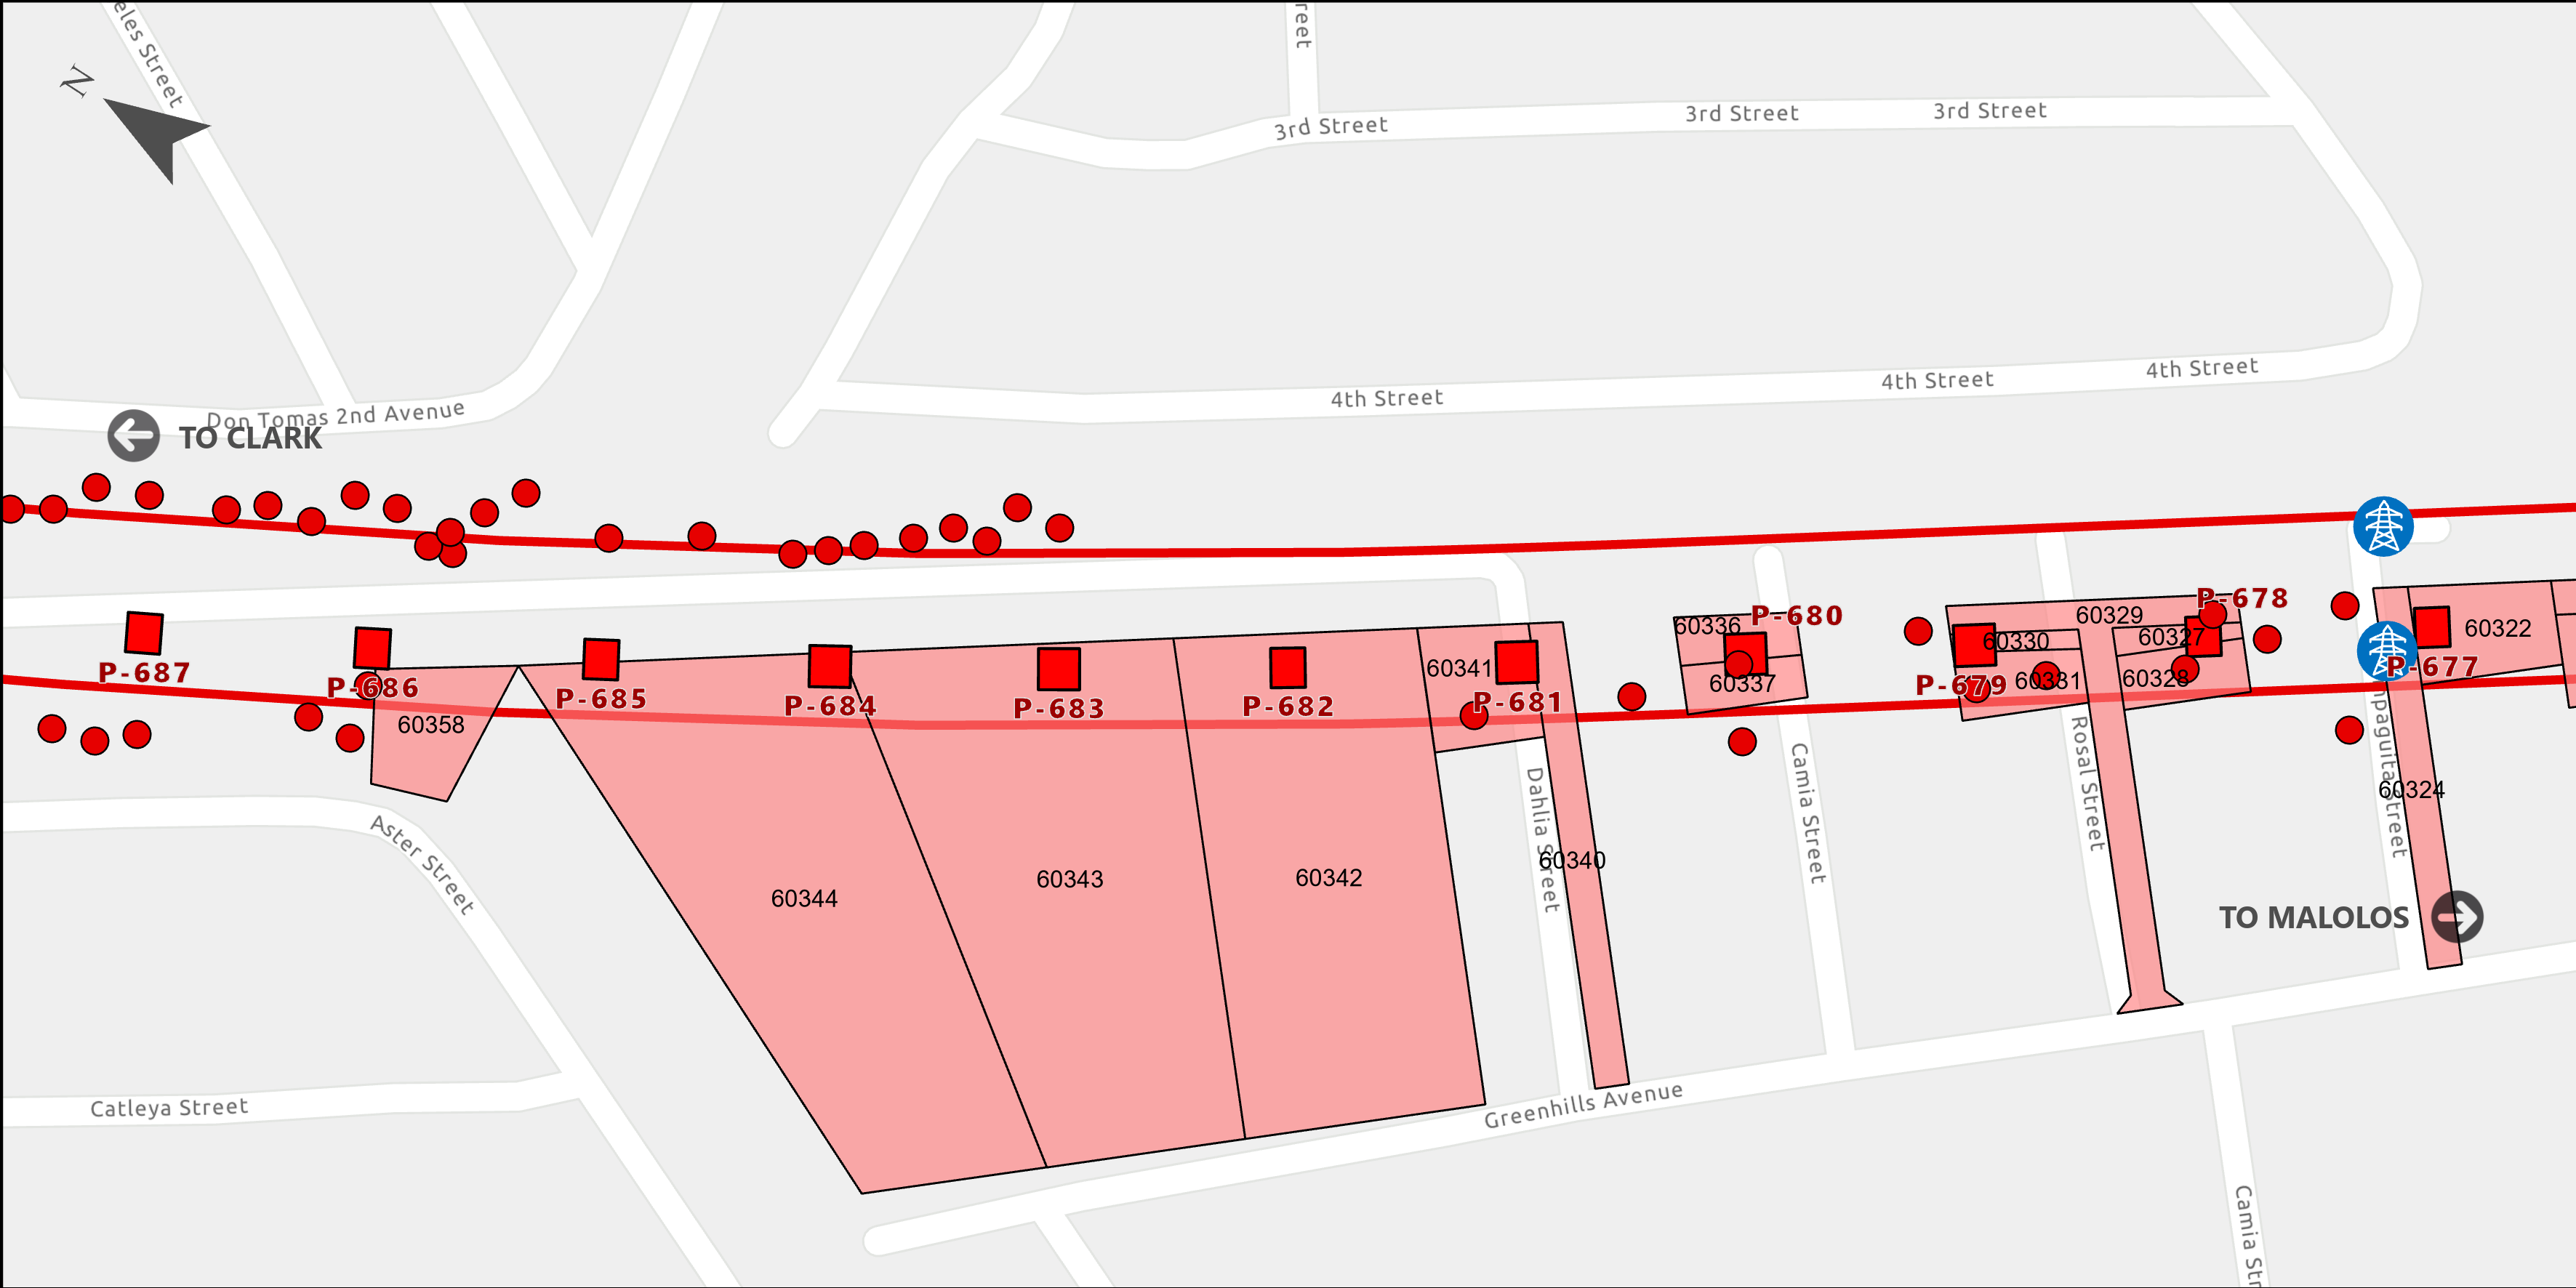 eles Street
N
reet
3rd Street
3rd Street
3rd Street
Don Tomas 2nd Avenue
TO CLARK
4th Street
4th Street
4th Street
P-687
P-686
P-685
P-684
P-683
P-682
P-681
P-680
P-679
P-678
P-677
60358
60344
60343
60342
60341
60340
60336
60337
60329
60330
60331
60327
60328
60322
60324
Dahlia Street
Camia Street
Rosal Street
mpaguita Street
Aster Street
Catleya Street
Greenhills Avenue
TO MALOLOS
Camia Str